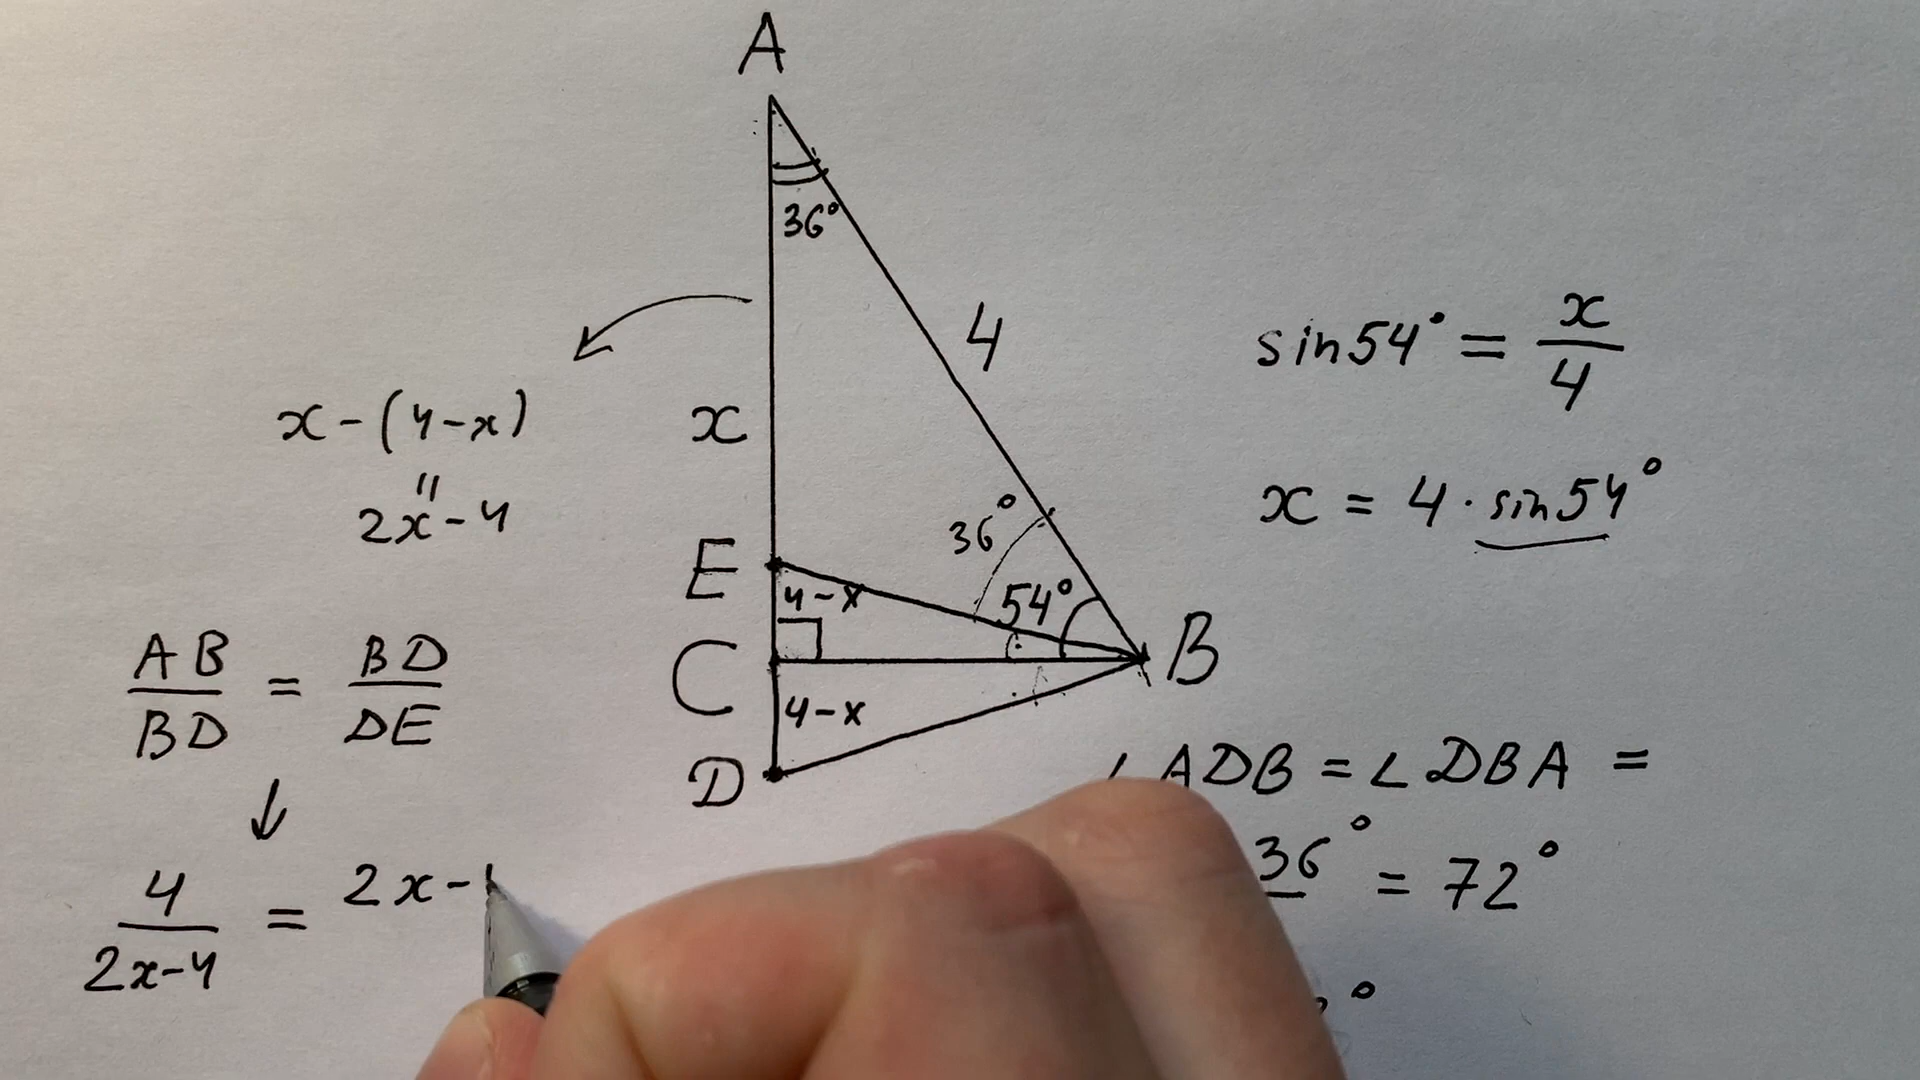 A
36°
4
x
x - (4-x)
"
2x-4
E
4-x
36°
54°
B
C
4-x
D
sin54° = x/4
x = 4 · sin54°
AB/BD = BD/DE
↓
4/(2x-4) = 2x-
ADB = ∠DBA =
36° = 72°
°